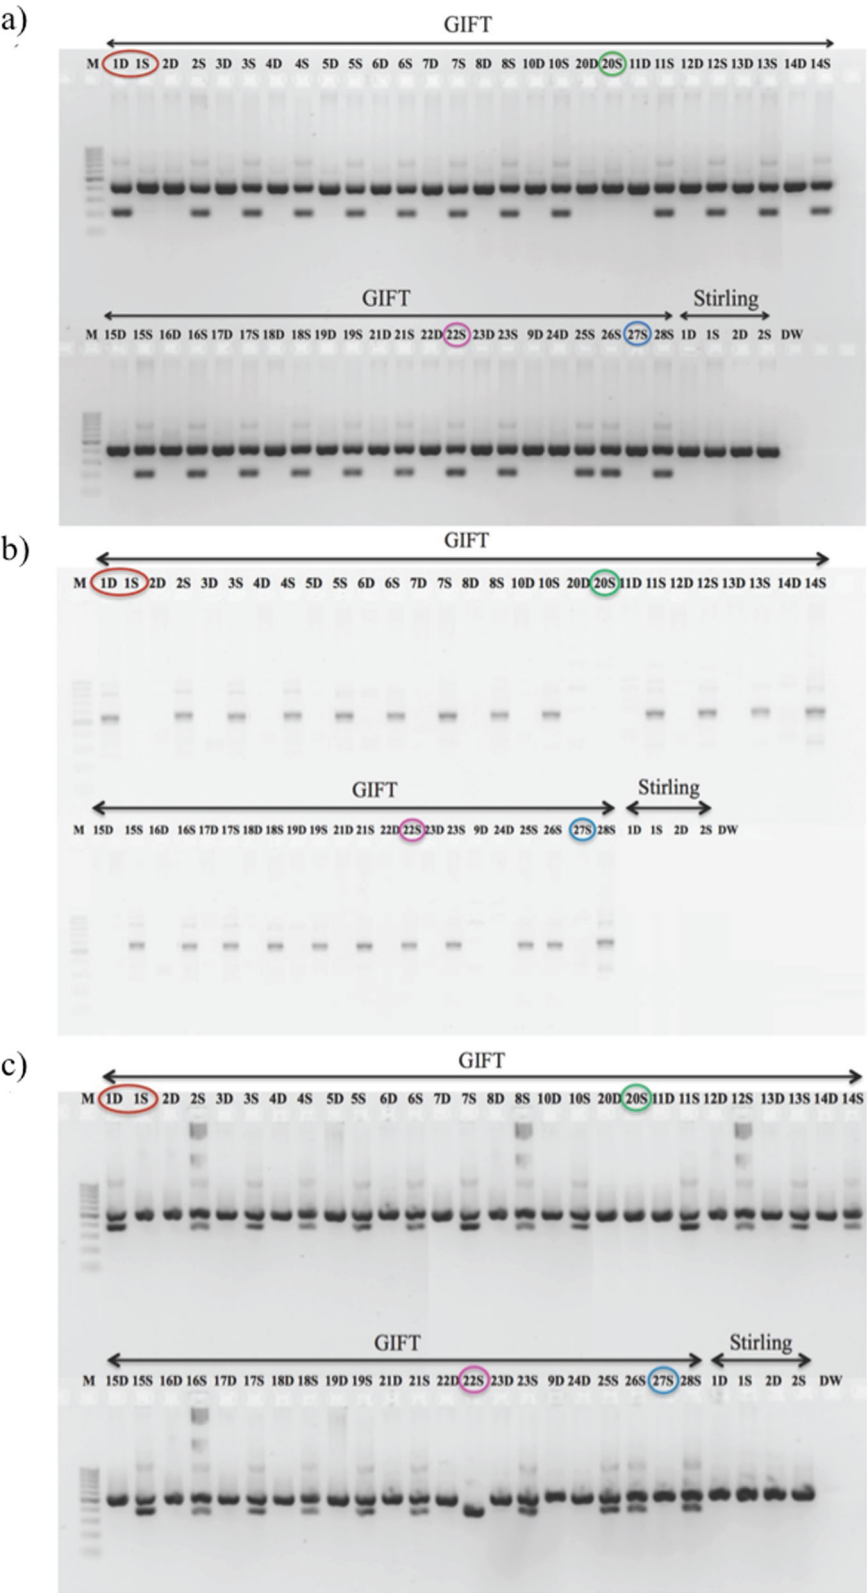 a)
GIFT
M 1D 1S 2D 2S 3D 3S 4D 4S 5D 5S 6D 6S 7D 7S 8D 8S 10D 10S 20D 20S 11D 11S 12D 12S 13D 13S 14D 14S
GIFT Stirling
M 15D 15S 16D 16S 17D 17S 18D 18S 19D 19S 21D 21S 22D 22S 23D 23S 9D 24D 25S 26S 27S 28S 1D 1S 2D 2S DW
b)
GIFT
M 1D 1S 2D 2S 3D 3S 4D 4S 5D 5S 6D 6S 7D 7S 8D 8S 10D 10S 20D 20S 11D 11S 12D 12S 13D 13S 14D 14S
GIFT Stirling
M 15D 15S 16D 16S 17D 17S 18D 18S 19D 19S 21D 21S 22D 22S 23D 23S 9D 24D 25S 26S 27S 28S 1D 1S 2D 2S DW
c)
GIFT
M 1D 1S 2D 2S 3D 3S 4D 4S 5D 5S 6D 6S 7D 7S 8D 8S 10D 10S 20D 20S 11D 11S 12D 12S 13D 13S 14D 14S
GIFT Stirling
M 15D 15S 16D 16S 17D 17S 18D 18S 19D 19S 21D 21S 22D 22S 23D 23S 9D 24D 25S 26S 27S 28S 1D 1S 2D 2S DW